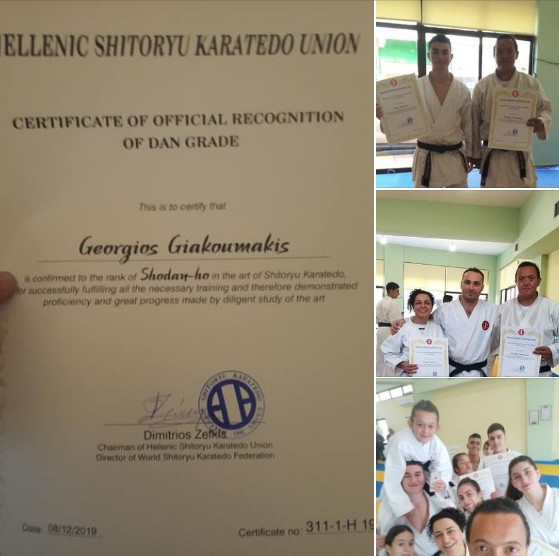 HELLENIC SHITORYU KARATEDO UNION
CERTIFICATE OF OFFICIAL RECOGNITION
OF DAN GRADE
This is to certify that
Georgios Giakoumakis
is confirmed to the rank of Shodan-ho in the art of Shitoryu Karatedo,
for successfully fulfilling all the necessary training and therefore demonstrated
proficiency and great progress made by diligent study of the art
Dimitrios Zefkis
Chairman of Hellenic Shitoryu Karatedo Union
Director of World Shitoryu Karatedo Federation
Date: 08/12/2019
Certificate no: 311-1-H 19